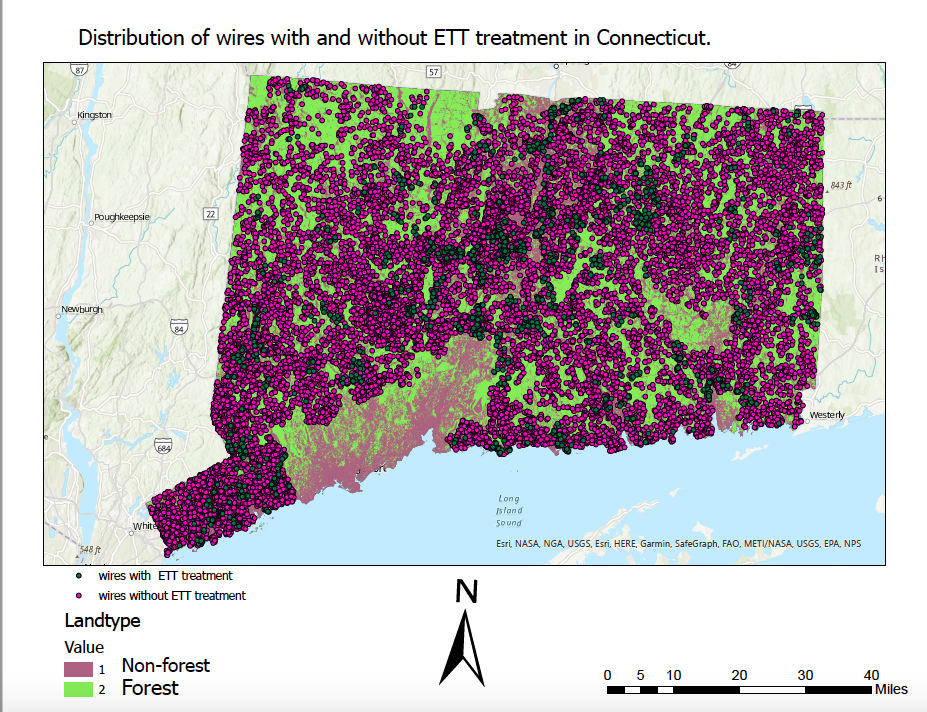 Distribution of wires with and without ETT treatment in Connecticut.
87
57
84
Kingston
843 ft
6
Poughkeepsie
22
Newburgh
84
Westerly
684
Long
Island
Sound
White
548 ft
Esri, NASA, NGA, USGS, Esri, HERE, Garmin, SafeGraph, FAO, METI/NASA, USGS, EPA, NPS
wires with ETT treatment
wires without ETT treatment
N
Landtype
Value
1 Non-forest
2 Forest
0 5 10 20 30 40
Miles